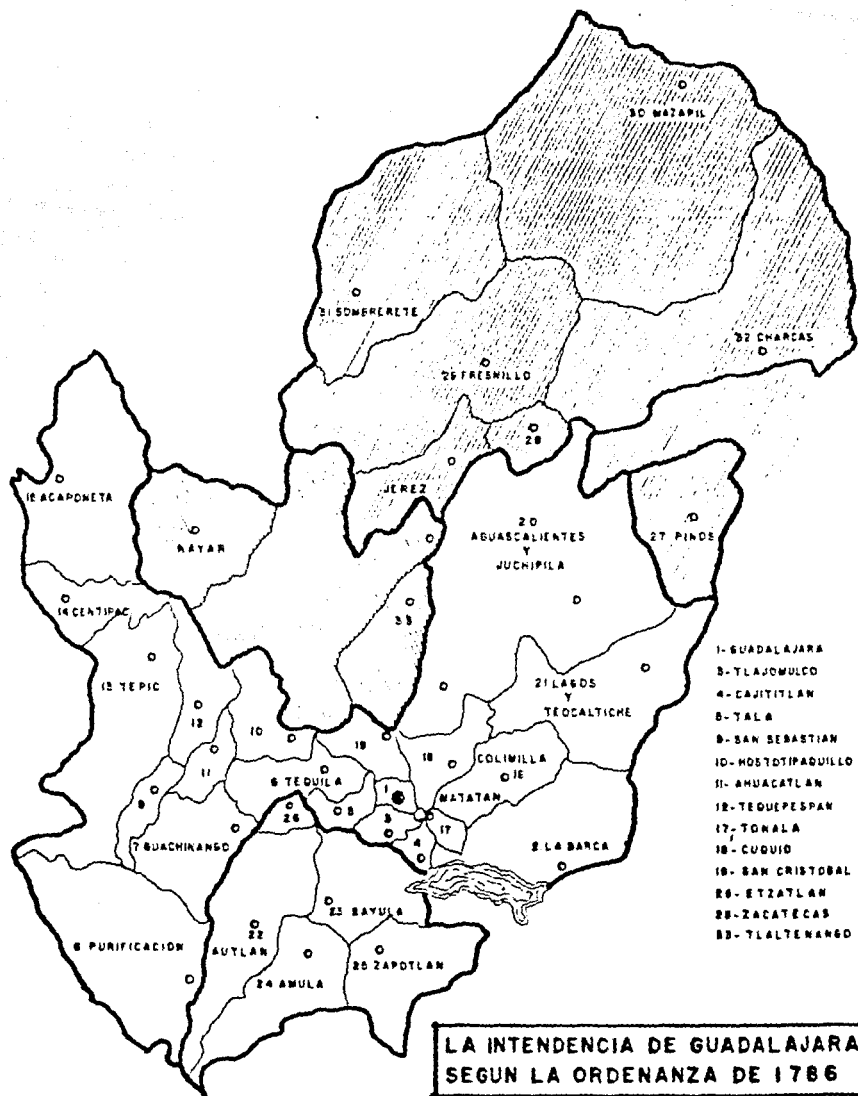 30 MAZAPIL
31 SOMBRERETE
32 CHARCAS
29 FRESNILLO
28
JEREZ
18 ACAPONETA
NAYAR
20
AGUASCALIENTES
Y
JUCHIPILA
27 PINOS
14 CENTIPAC
33
13 TEPIC
21 LAGOS
Y
TEOCALTICHE
12
10
19
18
COLIMILLA
16
11
6 TEQUILA
1
MATATAN
9
5
26
3
17
7 GUACHINANGO
4
2 LA BARCA
23 SAYULA
22
AUTLAN
8 PURIFICACION
24 AMULA
25 ZAPOTLAN
1- GUADALAJARA
3- TLAJOMULCO
4- CAJITITLAN
5- TALA
9- SAN SEBASTIAN
10- HOSTOTIPAQUILLO
11- AHUACATLAN
12- TEQUEPESPAN
17- TONALA
18- CUQUIO
19- SAN CRISTOBAL
26- ETZATLAN
28- ZACATECAS
33- TLALTENANGO
LA INTENDENCIA DE GUADALAJARA
SEGUN LA ORDENANZA DE 1786